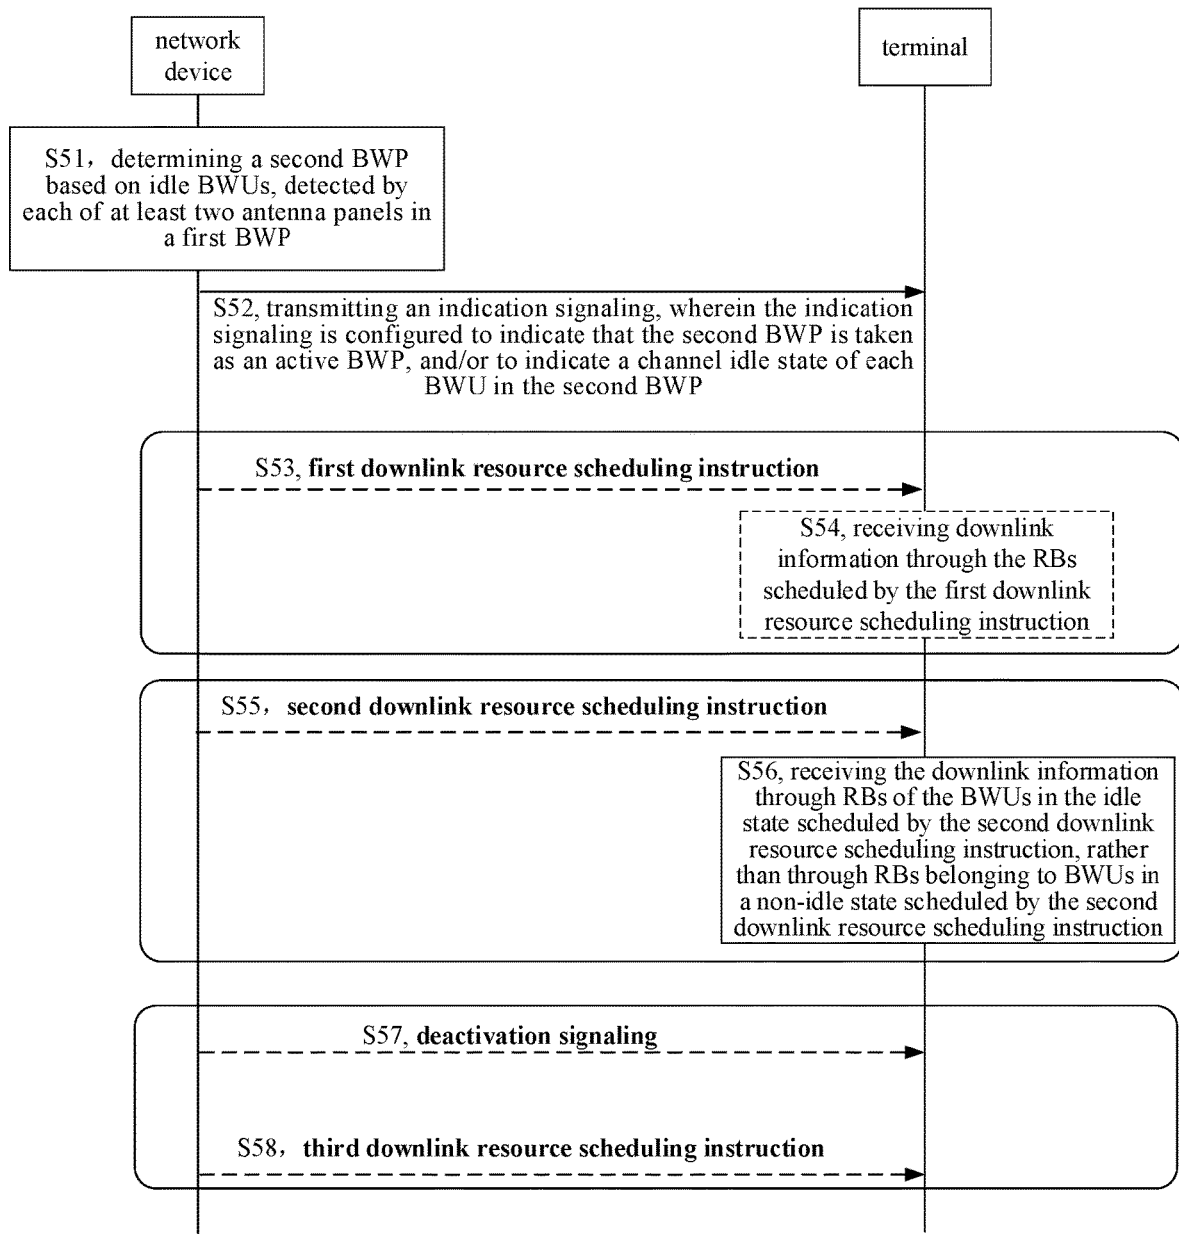 network
device
terminal
S51，determining a second BWP
based on idle BWUs, detected by
each of at least two antenna panels in
a first BWP
S52, transmitting an indication signaling, wherein the indication
signaling is configured to indicate that the second BWP is taken
as an active BWP, and/or to indicate a channel idle state of each
BWU in the second BWP
S53, first downlink resource scheduling instruction
S54, receiving downlink
information through the RBs
scheduled by the first downlink
resource scheduling instruction
S55，second downlink resource scheduling instruction
S56, receiving the downlink information
through RBs of the BWUs in the idle
state scheduled by the second downlink
resource scheduling instruction, rather
than through RBs belonging to BWUs in
a non-idle state scheduled by the second
downlink resource scheduling instruction
S57, deactivation signaling
S58，third downlink resource scheduling instruction